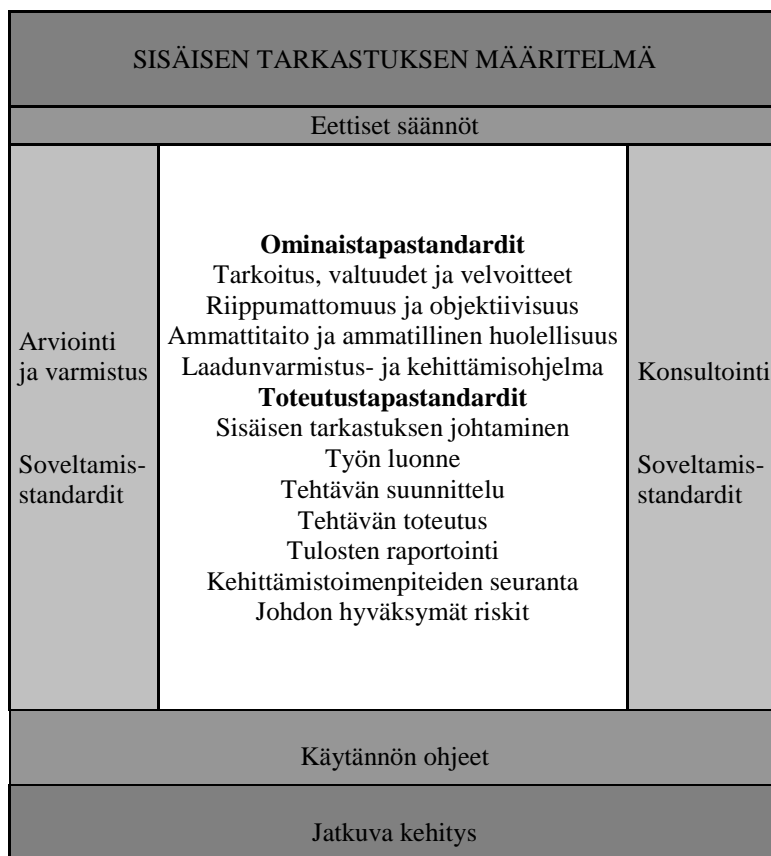 SISÄISEN TARKASTUKSEN MÄÄRITELMÄ
Eettiset säännöt
Arviointi
ja varmistus
Soveltamis-
standardit
Ominaistapastandardit
Tarkoitus, valtuudet ja velvoitteet
Riippumattomuus ja objektiivisuus
Ammattitaito ja ammatillinen huolellisuus
Laadunvarmistus- ja kehittämisohjelma
Toteutustapastandardit
Sisäisen tarkastuksen johtaminen
Työn luonne
Tehtävän suunnittelu
Tehtävän toteutus
Tulosten raportointi
Kehittämistoimenpiteiden seuranta
Johdon hyväksymät riskit
Konsultointi
Soveltamis-
standardit
Käytännön ohjeet
Jatkuva kehitys